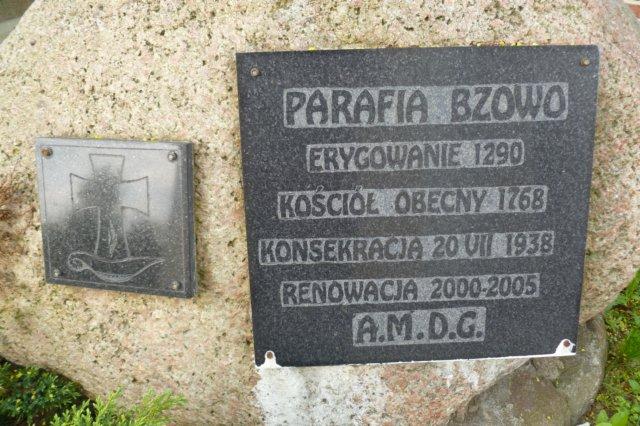 PARAFIA BZOWO
ERYGOWANIE 1290
KOŚCIÓŁ OBECNY 1768
KONSEKRACJA 20 VII 1938
RENOWACJA 2000-2005
A.M.D.G.